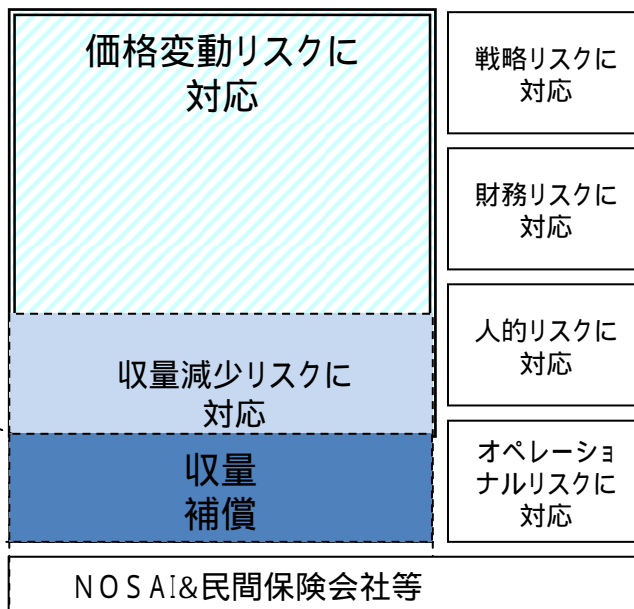 価格変動リスクに
対応
収量減少リスクに
対応
収量
補償
戦略リスクに
対応
財務リスクに
対応
人的リスクに
対応
オペレーショ
ナルリスクに
対応
NOSAI&民間保険会社等